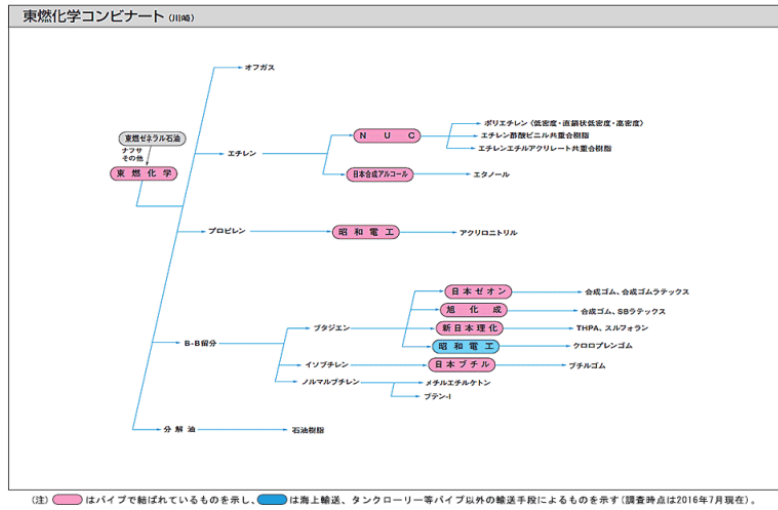 東燃化学コンビナート (川崎)
オフガス
東燃ゼネラル石油
ナフサ
その他
東燃化学
エチレン
NUC
ポリエチレン〈低密度・直鎖状低密度・高密度〉
エチレン酢酸ビニル共重合樹脂
エチレンエチルアクリレート共重合樹脂
日本合成アルコール
エタノール
プロピレン
昭和電工
アクリロニトリル
B-B留分
ブタジエン
日本ゼオン
合成ゴム、合成ゴムラテックス
旭化成
合成ゴム、SBラテックス
新日本理化
THPA、スルフォラン
昭和電工
クロロプレンゴム
イソブチレン
日本ブチル
ブチルゴム
ノルマルブチレン
メチルエチルケトン
ブテン-I
分解油
石油樹脂
(注) はパイプで結ばれているものを示し、 は海上輸送、タンクローリー等パイプ以外の輸送手段によるものを示す(調査時点は2016年7月現在)。